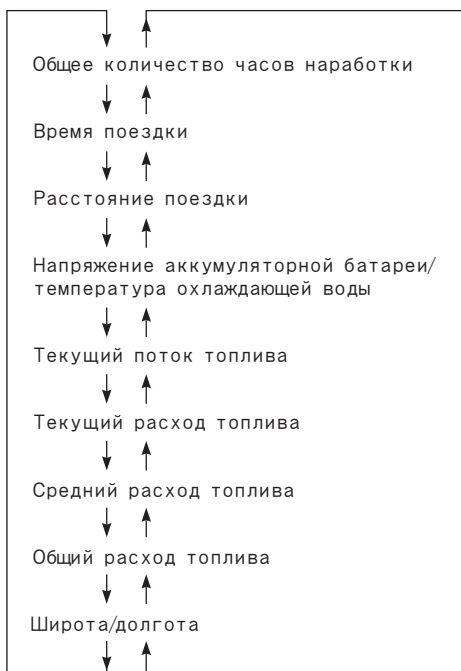 Общее количество часов наработки
Время поездки
Расстояние поездки
Напряжение аккумуляторной батареи/
температура охлаждающей воды
Текущий поток топлива
Текущий расход топлива
Средний расход топлива
Общий расход топлива
Широта/долгота